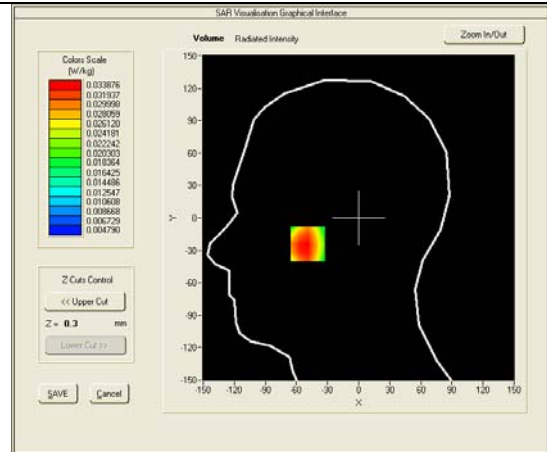 SAR Visualisation Graphical Interface
Volume Radiated Intensity
Zoom In/Out
Colors Scale
(W/kg)
0.033876
0.031937
0.029998
0.028059
0.026120
0.024181
0.022242
0.020303
0.018364
0.016425
0.014486
0.012547
0.010608
0.008668
0.006729
0.004790
Z Cuts Control
<< Upper Cut
Z = 0.3 mm
Lower Cut >>
SAVE Cancel
150
120
90
60
30
0
-30
-60
-90
-120
-150
Y
-150 -120 -90 -60 -30 0 30 60 90 120 150
X